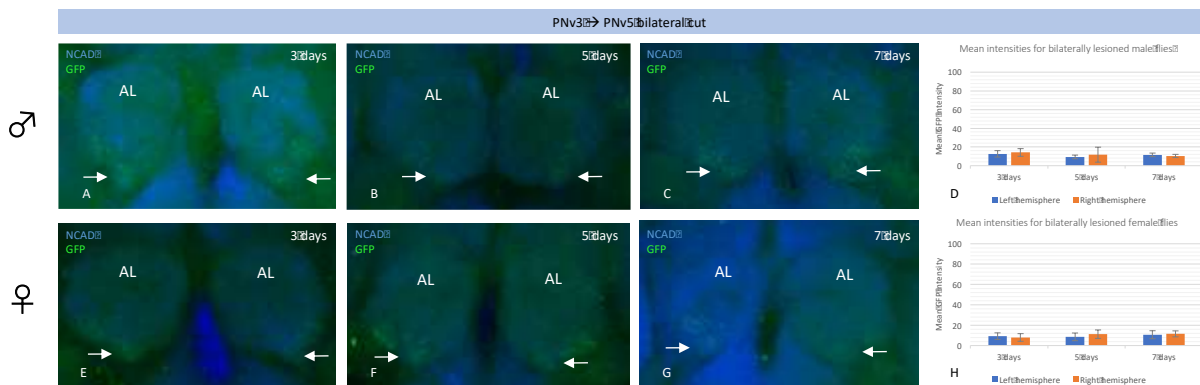 PNv3 → PNv5 bilateral cut
NCAD
GFP
3 days
AL
AL
A
NCAD
GFP
5 days
AL
AL
B
NCAD
GFP
7 days
AL
AL
C
Mean intensities for bilaterally lesioned male flies
Mean GFP Intensity
100
80
60
40
20
0
3 days
5 days
7 days
Left hemisphere
Right hemisphere
D
♂
NCAD
GFP
3 days
AL
AL
E
NCAD
GFP
5 days
AL
AL
F
NCAD
GFP
7 days
AL
AL
G
Mean intensities for bilaterally lesioned female flies
Mean GFP Intensity
100
80
60
40
20
0
3 days
5 days
7 days
Left hemisphere
Right hemisphere
H
♀